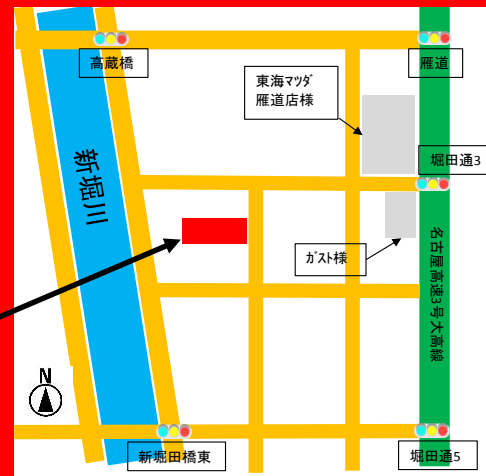 高蔵橋
雁道
東海マツダ
雁道店様
堀田通3
新堀川
ガスト様
名古屋高速3号大高線
N
新堀田橋東
堀田通5